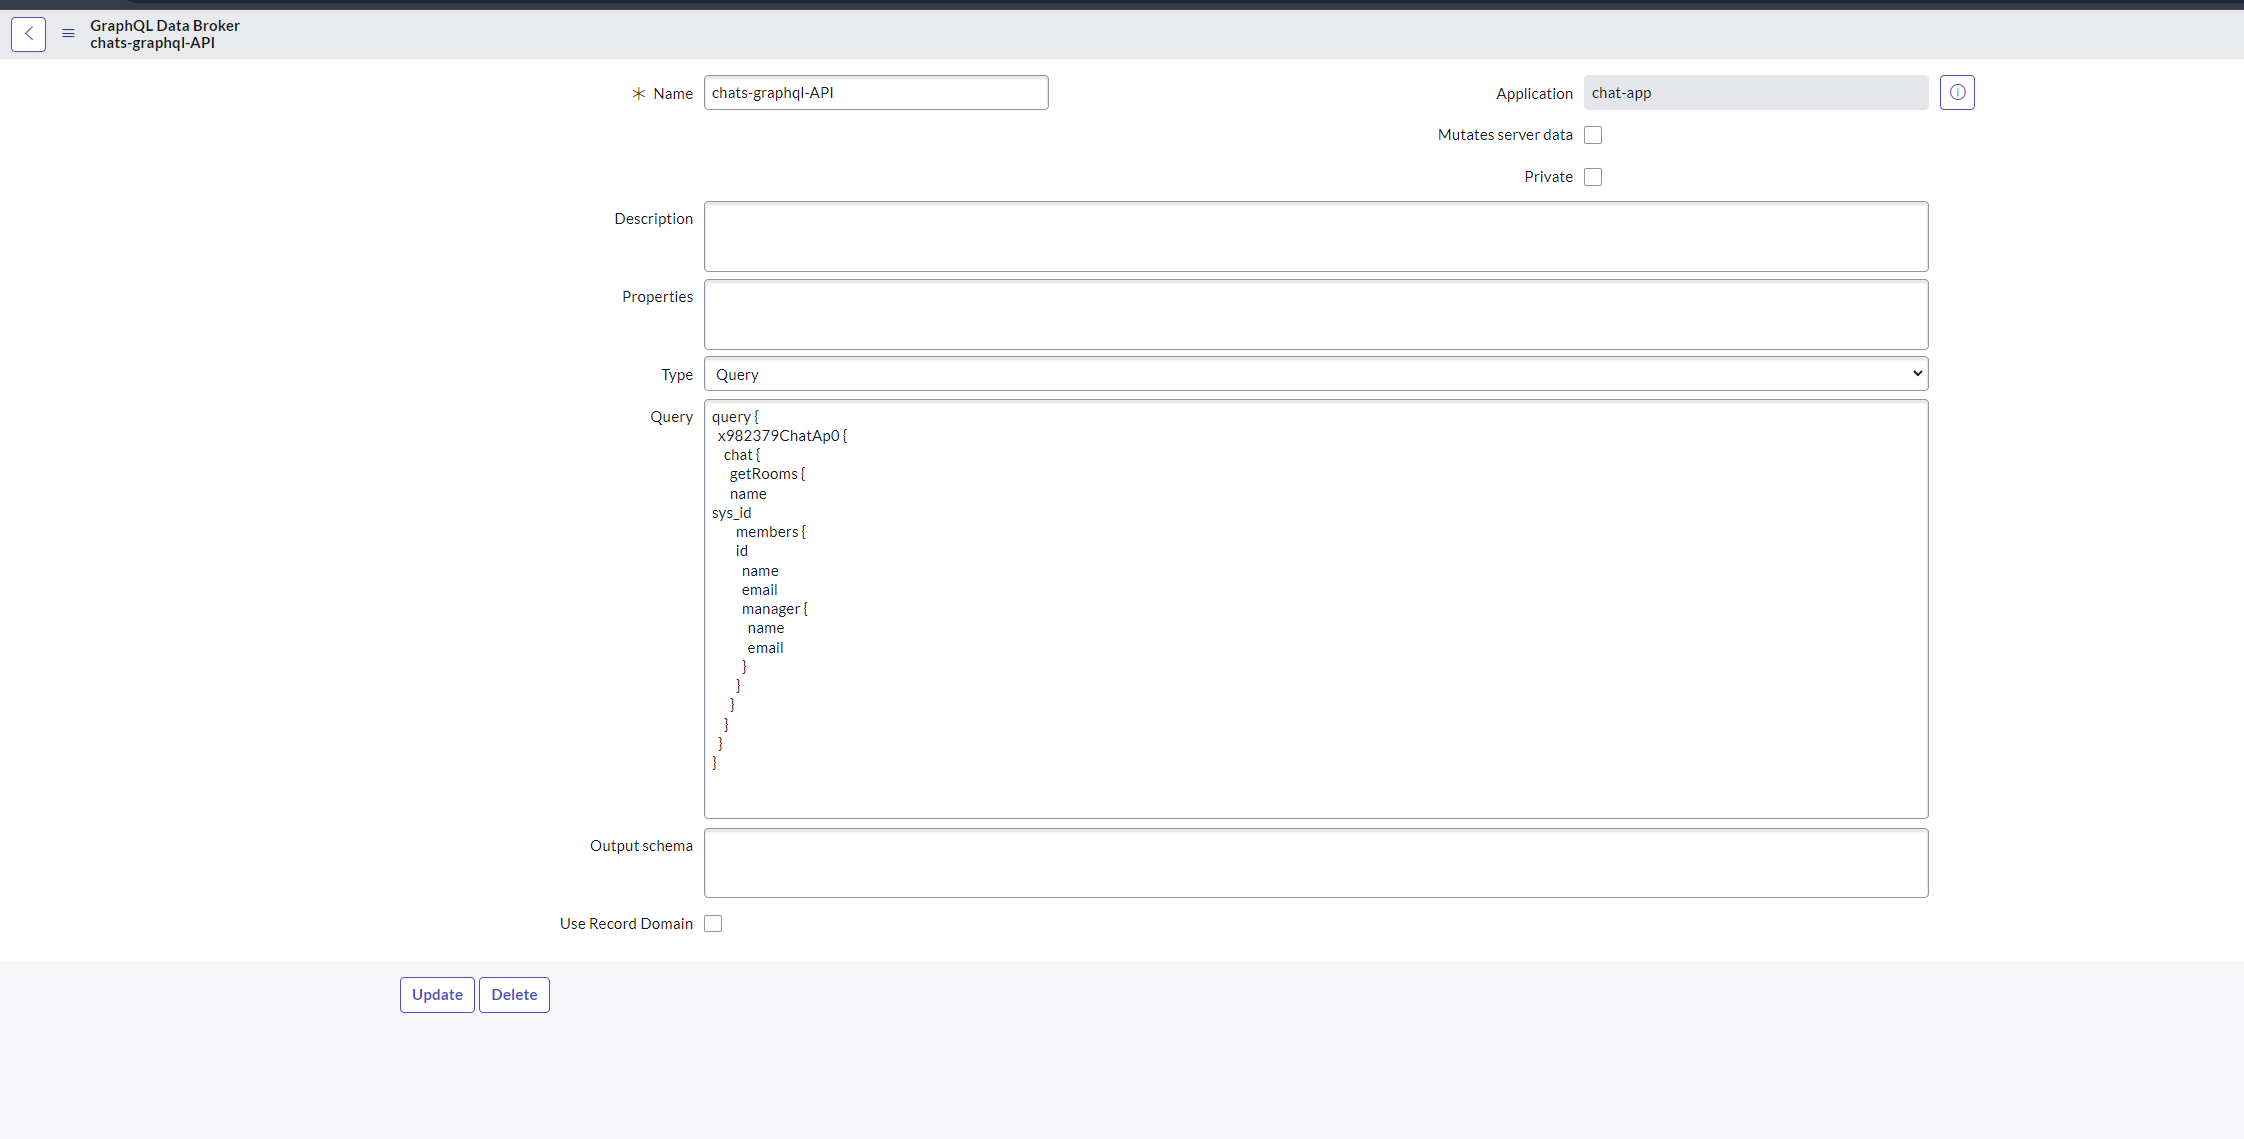 GraphQL Data Broker
chats-graphql-API
Name chats-graphql-API
Application chat-app
Mutates server data
Private
Description
Properties
Type Query
Query
query {
x982379ChatAp0 {
chat {
getRooms {
name
sys_id
members {
id
name
email
manager {
name
email
}
}
}
}
}
}
Output schema
Use Record Domain
Update Delete